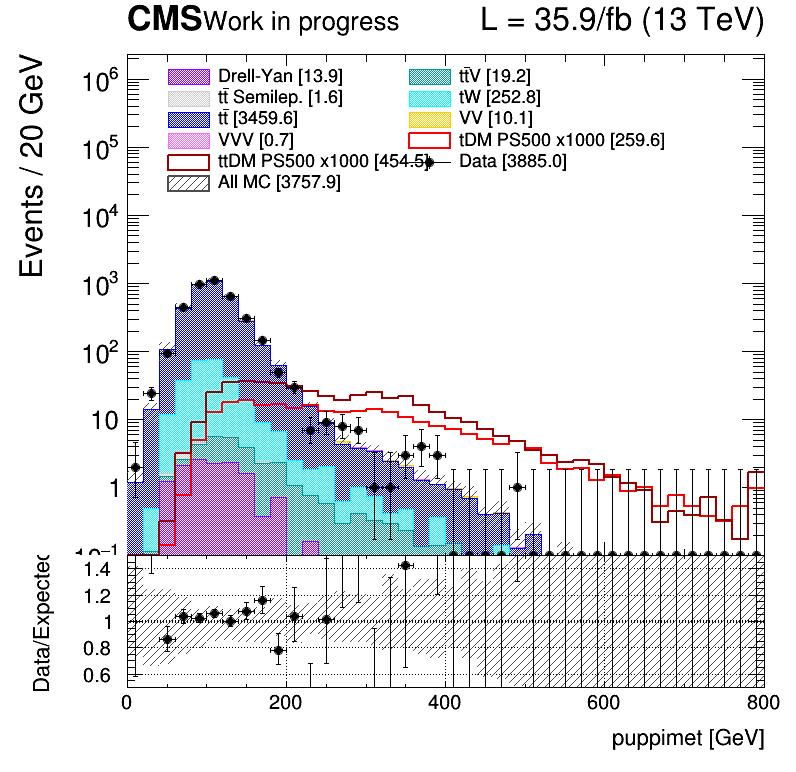 CMS Work in progress L = 35.9/fb (13 TeV)
Events / 20 GeV
Drell-Yan [13.9] tt̄V [19.2]
tt̄ Semilep. [1.6] tW [252.8]
tt̄ [3459.6] VV [10.1]
VVV [0.7] tDM PS500 x1000 [259.6]
ttDM PS500 x1000 [454.5] Data [3885.0]
All MC [3757.9]
10⁶
10⁵
10⁴
10³
10²
10
1
10⁻¹
Data/Expected
1.4
1.2
1
0.8
0.6
0 200 400 600 800
puppimet [GeV]